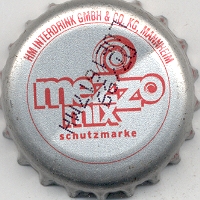 HM INTERDRINK GMBH & CO. KG, MANNHEIM
mezzo
mix
schutzmarke